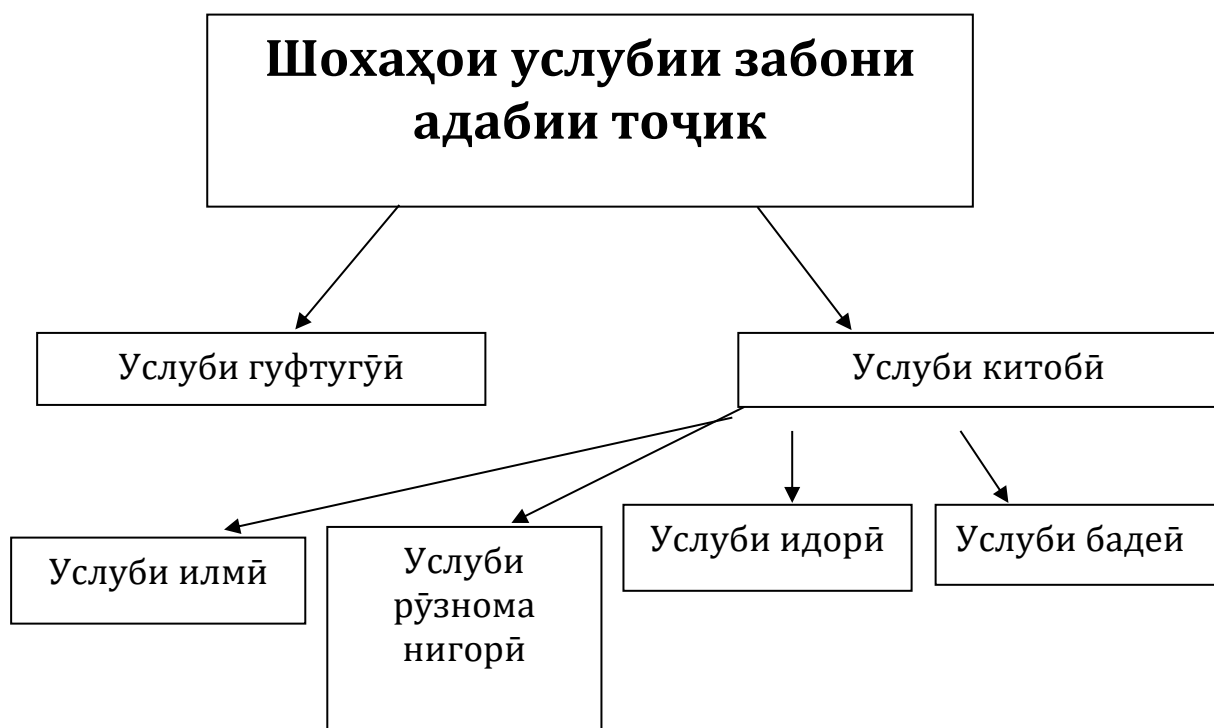 Шохаҳои услубии забони
адабии тоҷик
Услуби гуфтугӯӣ
Услуби китобӣ
Услуби илмӣ
Услуби
рӯзнома
нигорӣ
Услуби идорӣ
Услуби бадеӣ